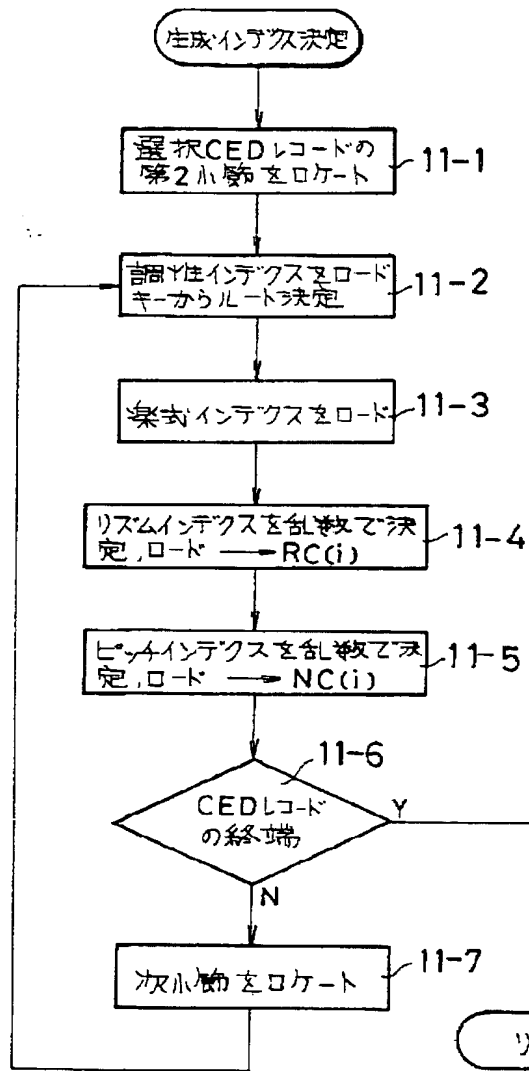 生成インデクス決定
選択CEDレコードの
第2小節をロケート
11-1
調性インデクスをロード
キーからルート決定
11-2
楽式インデクスをロード
11-3
リズムインデクスを乱数で決
定,ロード → RC(i)
11-4
ピッチインデクスを乱数で決
定,ロード → NC(i)
11-5
11-6
CEDレコード
の終端
Y
N
次小節をロケート
11-7
リ